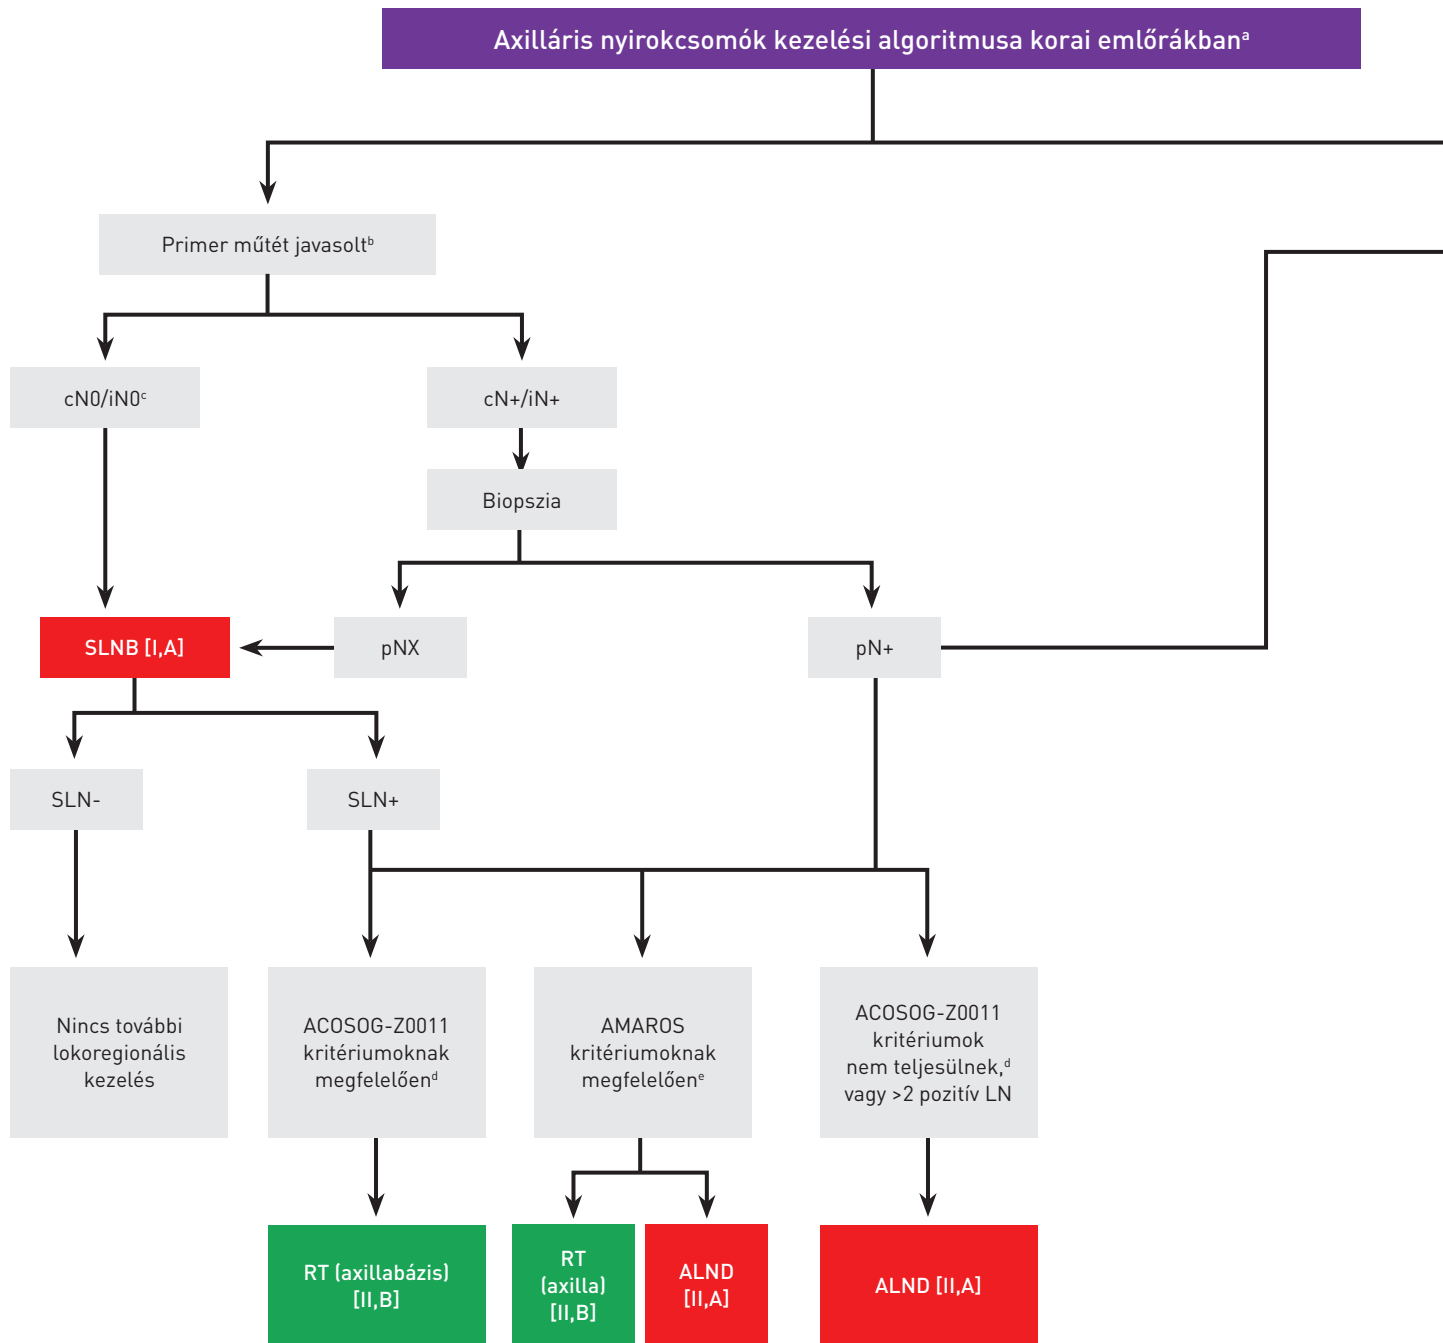 Axilláris nyirokcsomók kezelési algoritmusa korai emlőrákbanᵃ
Primer műtét javasoltᵇ
cN0/iN0ᶜ
cN+/iN+
Biopszia
SLNB [I,A]
pNX
pN+
SLN-
SLN+
Nincs további
lokoregionális
kezelés
ACOSOG-Z0011
kritériumoknak
megfelelőenᵈ
AMAROS
kritériumoknak
megfelelőenᵉ
ACOSOG-Z0011
kritériumok
nem teljesülnek,ᵈ
vagy >2 pozitív LN
RT (axillabázis)
[II,B]
RT
(axilla)
[II,B]
ALND
[II,A]
ALND [II,A]